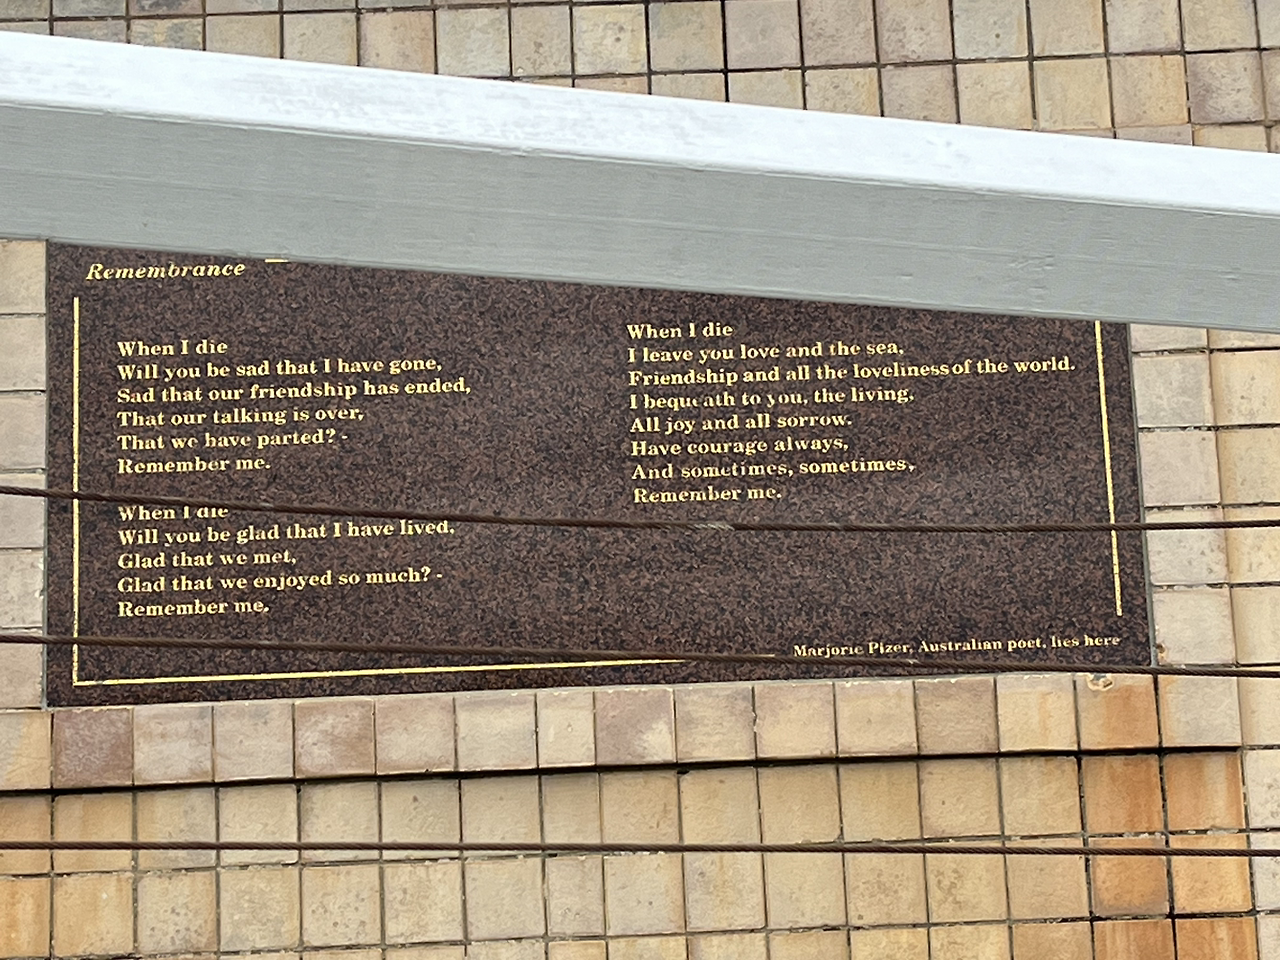 Remembrance
When I die
Will you be sad that I have gone,
Sad that our friendship has ended,
That our talking is over,
That we have parted? -
Remember me.
When I die
Will you be glad that I have lived,
Glad that we met,
Glad that we enjoyed so much? -
Remember me.
When I die
I leave you love and the sea,
Friendship and all the loveliness of the world.
I bequeath to you, the living,
All joy and all sorrow.
Have courage always,
And sometimes, sometimes,
Remember me.
Marjorie Pizer, Australian poet, lies here